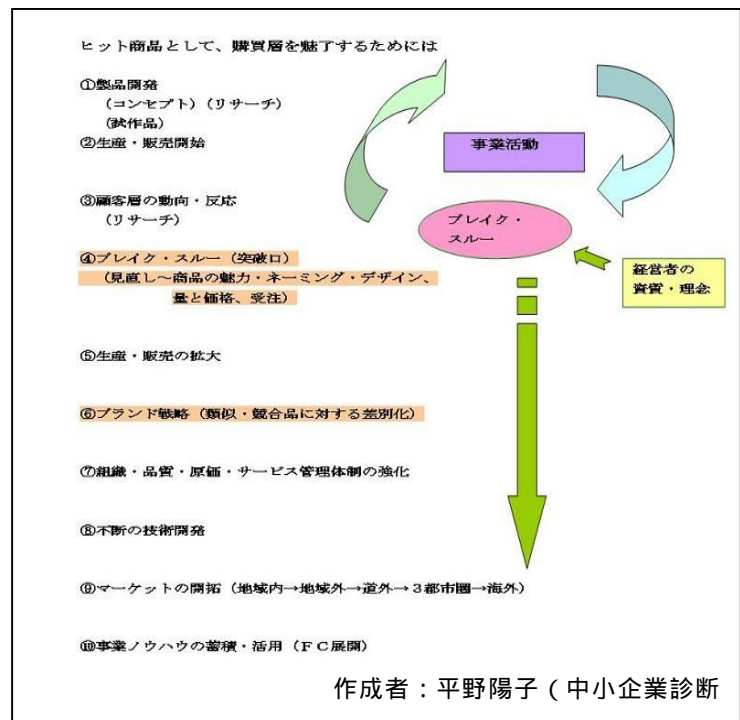 ヒット商品として、購買層を魅了するためには
①製品開発
(コンセプト)(リサーチ)
(試作品)
②生産・販売開始
事業活動
③顧客層の動向・反応
(リサーチ)
ブレイク・
スルー
④ブレイク・スルー(突破口)
(見直し~商品の魅力・ネーミング・デザイン、
量と価格、受注)
経営者の
資質・理念
⑤生産・販売の拡大
⑥ブランド戦略(類似・競合品に対する差別化)
⑦組織・品質・原価・サービス管理体制の強化
⑧不断の技術開発
⑨マーケットの開拓(地域内→地域外→道外→3都市圏→海外)
⑩事業ノウハウの蓄積・活用(FC展開)
作成者:平野陽子(中小企業診断